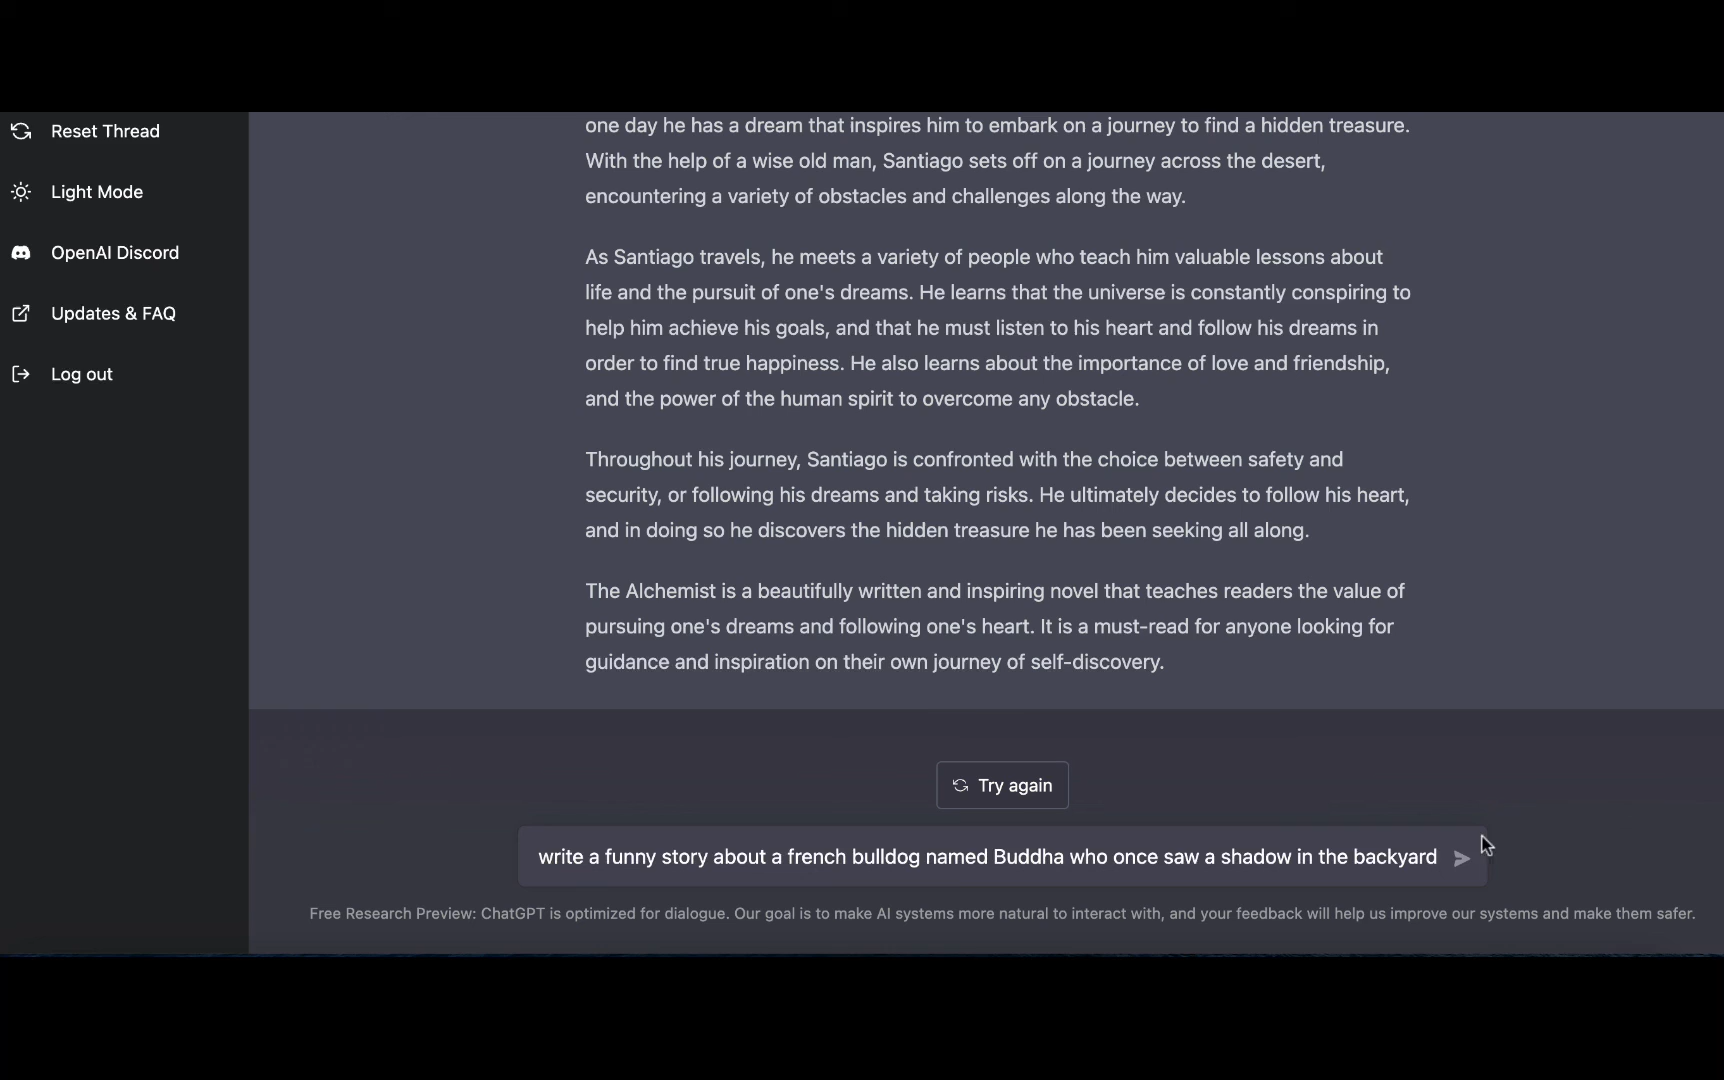 Reset Thread
Light Mode
OpenAI Discord
Updates & FAQ
Log out
one day he has a dream that inspires him to embark on a journey to find a hidden treasure.
With the help of a wise old man, Santiago sets off on a journey across the desert,
encountering a variety of obstacles and challenges along the way.
As Santiago travels, he meets a variety of people who teach him valuable lessons about
life and the pursuit of one's dreams. He learns that the universe is constantly conspiring to
help him achieve his goals, and that he must listen to his heart and follow his dreams in
order to find true happiness. He also learns about the importance of love and friendship,
and the power of the human spirit to overcome any obstacle.
Throughout his journey, Santiago is confronted with the choice between safety and
security, or following his dreams and taking risks. He ultimately decides to follow his heart,
and in doing so he discovers the hidden treasure he has been seeking all along.
The Alchemist is a beautifully written and inspiring novel that teaches readers the value of
pursuing one's dreams and following one's heart. It is a must-read for anyone looking for
guidance and inspiration on their own journey of self-discovery.
Try again
write a funny story about a french bulldog named Buddha who once saw a shadow in the backyard
Free Research Preview: ChatGPT is optimized for dialogue. Our goal is to make AI systems more natural to interact with, and your feedback will help us improve our systems and make them safer.